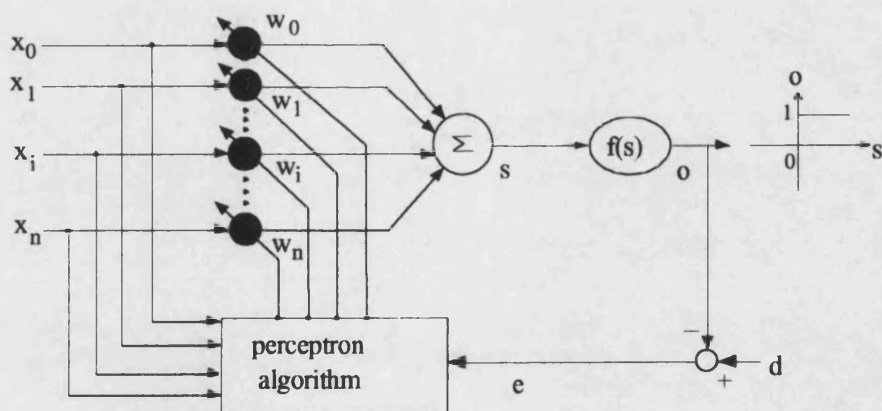 x₀
w₀
x₁
w₁
xᵢ
wᵢ
xₙ
wₙ
Σ
s
f(s)
o
o
1
0
s
perceptron
algorithm
e
−
+
d